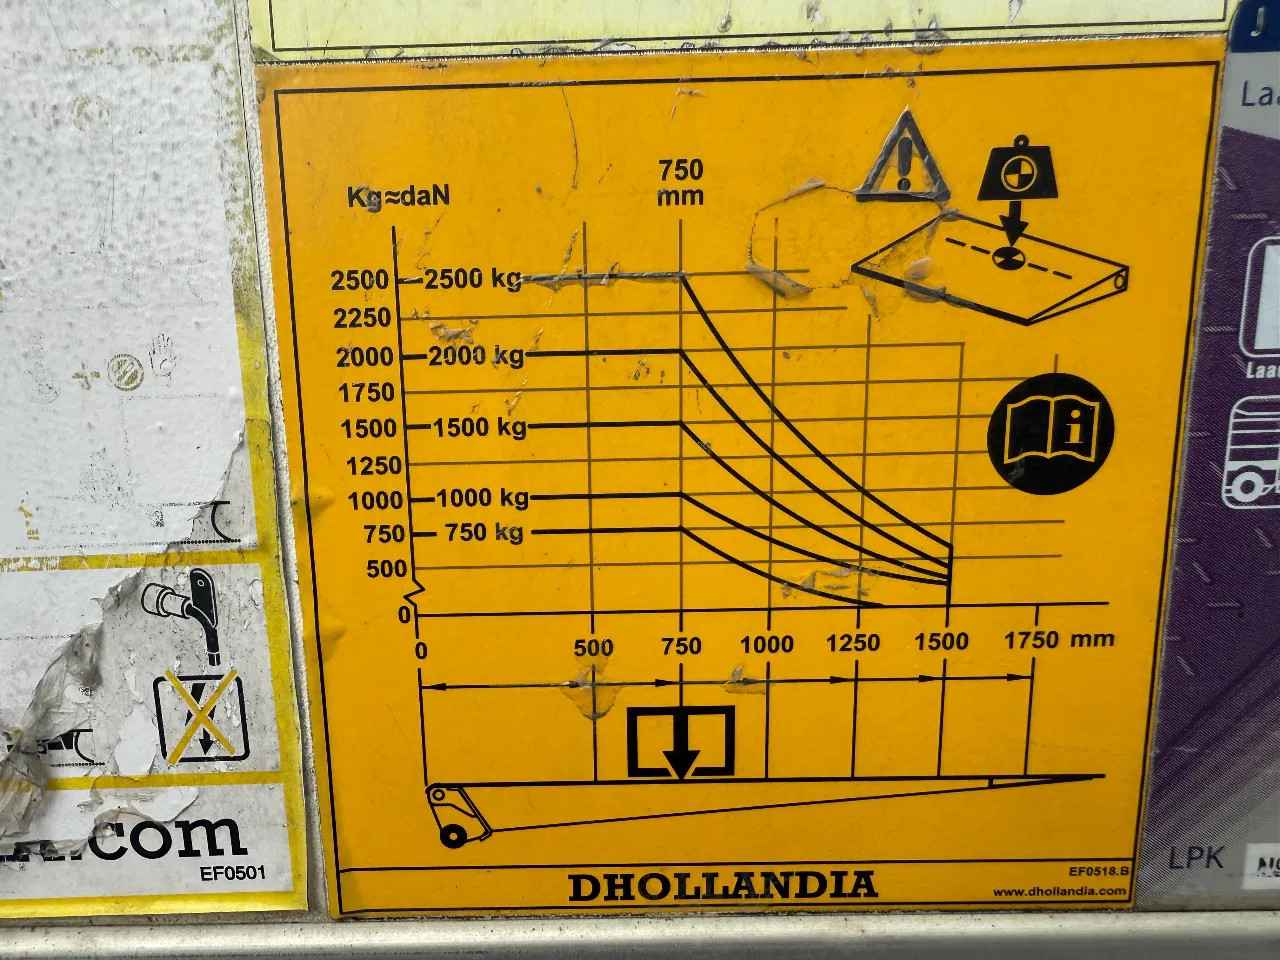 Kg≈daN
750
mm
2500 2500 kg
2250
2000 2000 kg
1750
1500 1500 kg
1250
1000 1000 kg
750 750 kg
500
0
0 500 750 1000 1250 1500 1750 mm
DHOLLANDIA
EF0518.B
www.dhollandia.com
.com
EF0501
J
Laa
Laad
LPK